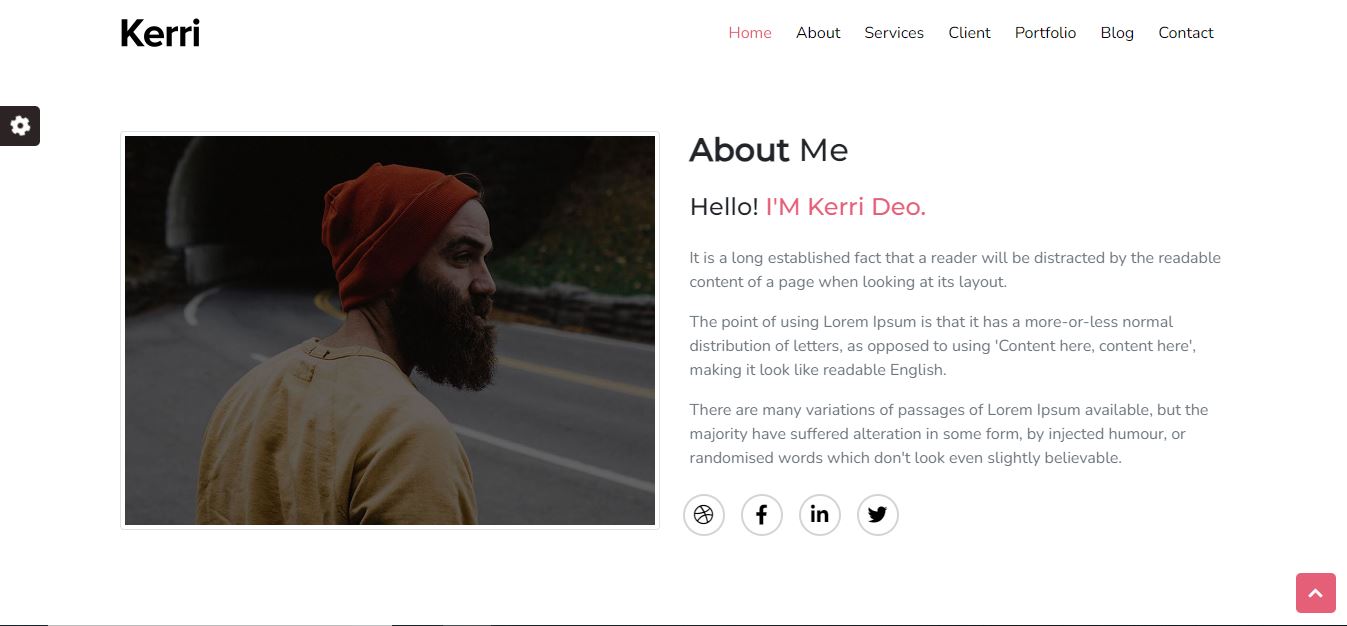 Kerri
Home About Services Client Portfolio Blog Contact
About Me
Hello! I'M Kerri Deo.
It is a long established fact that a reader will be distracted by the readable
content of a page when looking at its layout.
The point of using Lorem Ipsum is that it has a more-or-less normal
distribution of letters, as opposed to using 'Content here, content here',
making it look like readable English.
There are many variations of passages of Lorem Ipsum available, but the
majority have suffered alteration in some form, by injected humour, or
randomised words which don't look even slightly believable.